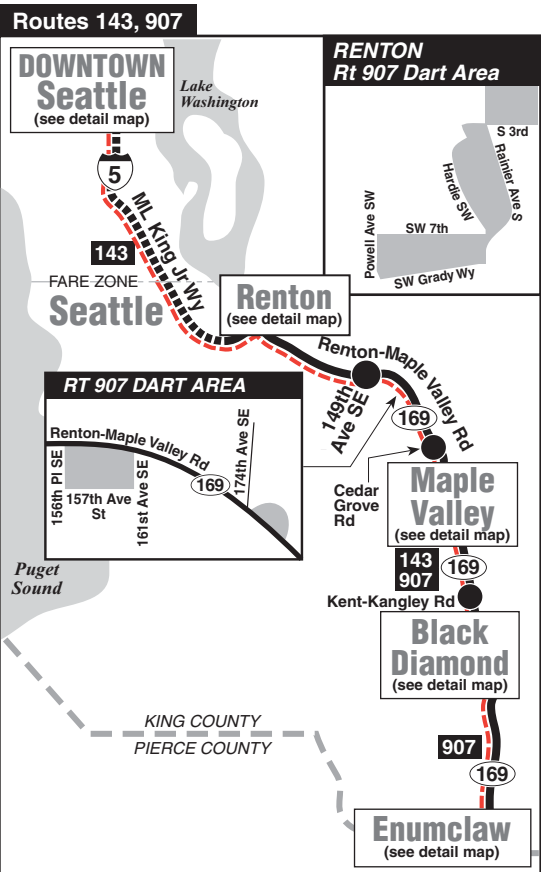 Routes 143, 907
DOWNTOWN
Seattle
(see detail map)
Lake
Washington
RENTON
Rt 907 Dart Area
S 3rd
Rainier Ave S
Hardie SW
Powell Ave SW
SW 7th
SW Grady Wy
5
ML King Jr Wy
143
FARE ZONE
Seattle
Renton
(see detail map)
Renton-Maple Valley Rd
149th
Ave SE
169
Cedar
Grove
Rd
RT 907 DART AREA
Renton-Maple Valley Rd
156th Pl SE
157th Ave
St
161st Ave SE
169
174th Ave SE
Maple
Valley
(see detail map)
143
907
169
Puget
Sound
Kent-Kangley Rd
Black
Diamond
(see detail map)
KING COUNTY
PIERCE COUNTY
907
169
Enumclaw
(see detail map)